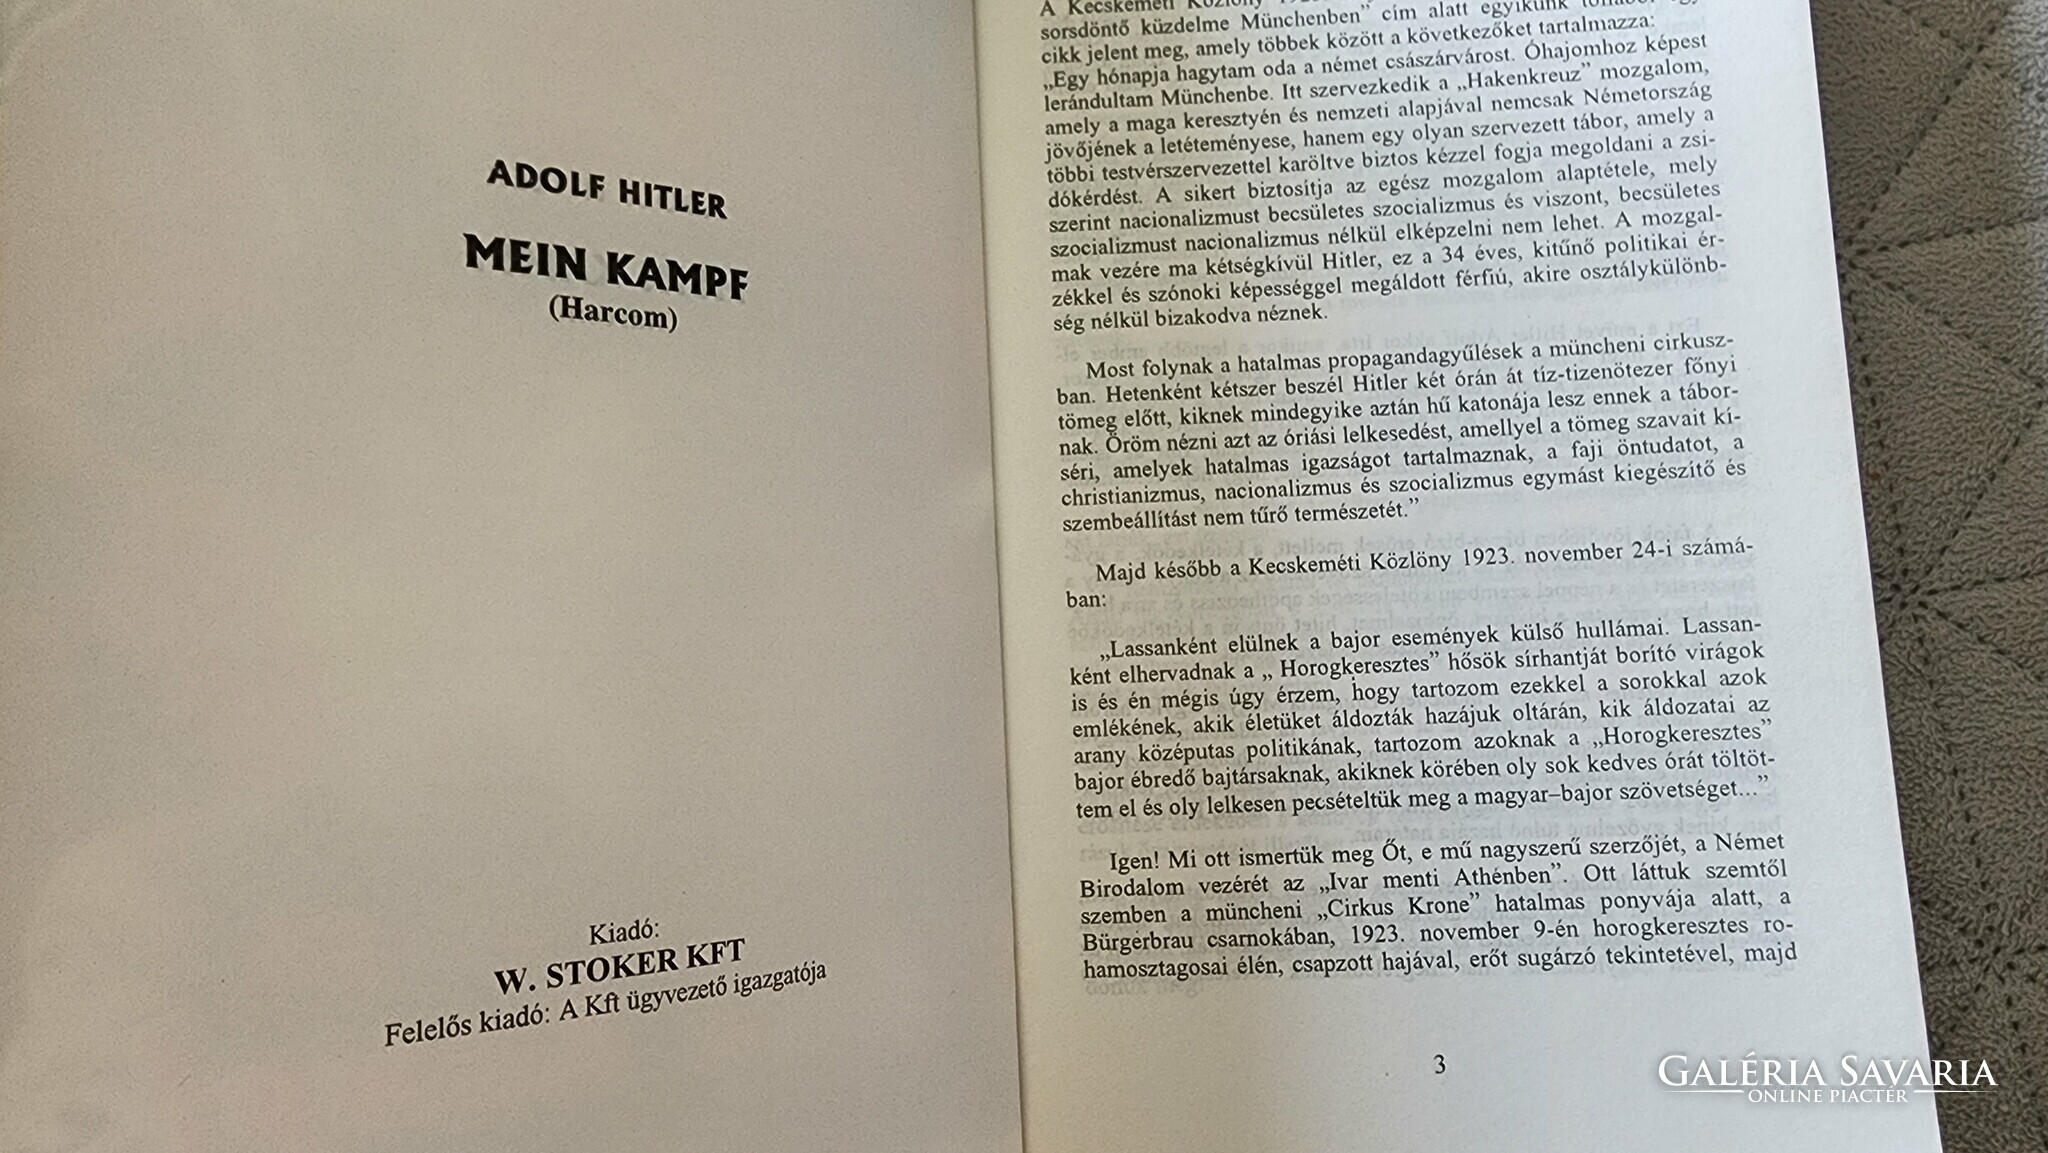 ADOLF HITLER
MEIN KAMPF
(Harcom)
Kiadó:
W. STOKER KFT
Felelős kiadó: A Kft ügyvezető igazgatója
A Kecskeméti Közlöny
sorsdöntő küzdelme Münchenben” cím alatt egyikünk
cikk jelent meg, amely többek között a következőket tartalmazza:
„Egy hónapja hagytam oda a német császárvárost. Óhajomhoz képest
lerándultam Münchenbe. Itt szervezkedik a „Hakenkreuz” mozgalom,
amely a maga keresztyén és nemzeti alapjával nemcsak Németország
jövőjének a letéteményese, hanem egy olyan szervezett tábor, amely a
többi testvérszervezettel karöltve biztos kézzel fogja megoldani a zsi-
dókérdést. A sikert biztosítja az egész mozgalom alaptétele, mely
szerint nacionalizmust becsületes szocializmus és viszont, becsületes
szocializmust nacionalizmus nélkül elképzelni nem lehet. A mozgal-
mak vezére ma kétségkívül Hitler, ez a 34 éves, kitűnő politikai ér-
zékkel és szónoki képességgel megáldott férfiú, akire osztálykülönb-
ség nélkül bizakodva néznek.
Most folynak a hatalmas propagandagyűlések a müncheni cirkusz-
ban. Hetenként kétszer beszél Hitler két órán át tíz-tizenötezer főnyi
tömeg előtt, kiknek mindegyike aztán hű katonája lesz ennek a tábor-
nak. Öröm nézni azt az óriási lelkesedést, amellyel a tömeg szavait kí-
séri, amelyek hatalmas igazságot tartalmaznak, a faji öntudatot, a
christianizmus, nacionalizmus és szocializmus egymást kiegészítő és
szembeállítást nem tűrő természetét.”
Majd később a Kecskeméti Közlöny 1923. november 24-i számá-
ban:
„Lassanként elülnek a bajor események külső hullámai. Lassan-
ként elhervadnak a „ Horogkeresztes” hősök sírhantját borító virágok
is és én mégis úgy érzem, hogy tartozom ezekkel a sorokkal azok
emlékének, akik életüket áldozták hazájuk oltárán, kik áldozatai az
arany középutas politikának, tartozom azoknak a „Horogkeresztes”
bajor ébredő bajtársaknak, akiknek körében oly sok kedves órát töltöt-
tem el és oly lelkesen pecsételtük meg a magyar–bajor szövetséget...”
Igen! Mi ott ismertük meg Őt, e mű nagyszerű szerzőjét, a Német
Birodalom vezérét az „Ivar menti Athénben”. Ott láttuk szemtől
szemben a müncheni „Cirkus Krone” hatalmas ponyvája alatt, a
Bürgerbrau csarnokában, 1923. november 9-én horogkeresztes ro-
hamosztagosai élén, csapzott hajával, erőt sugárzó tekintetével, majd
3
GALÉRIA SAVARIA
ONLINE PIACTÉR